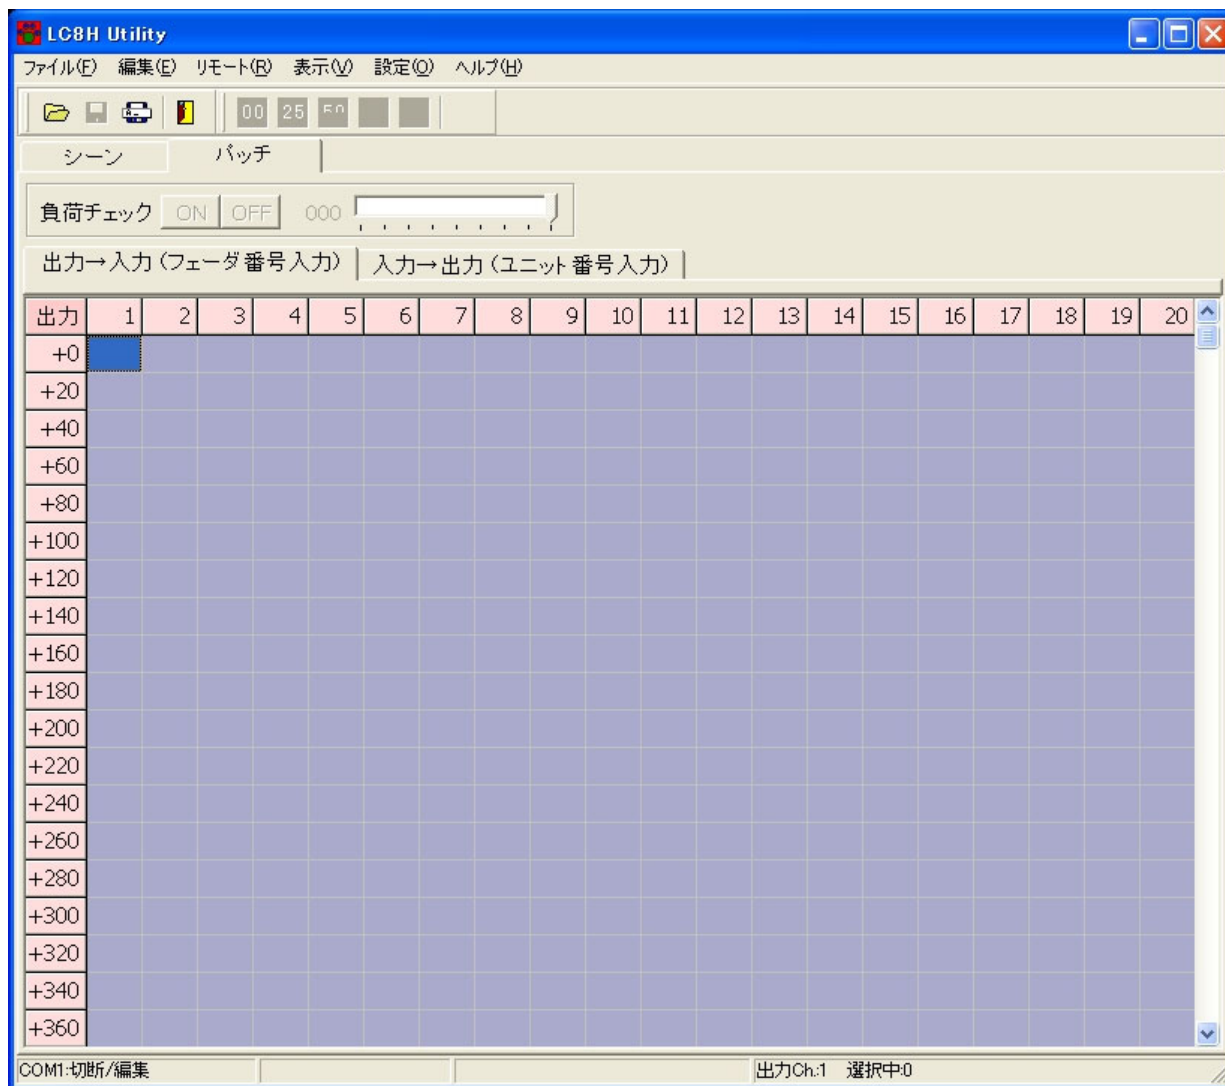 LC8H Utility
ファイル(F) 編集(E) リモート(R) 表示(V) 設定(O) ヘルプ(H)
00 25 50
シーン パッチ
負荷チェック ON OFF 000
出力→入力(フェーダ番号入力) 入力→出力(ユニット番号入力)
出力 1 2 3 4 5 6 7 8 9 10 11 12 13 14 15 16 17 18 19 20
+0
+20
+40
+60
+80
+100
+120
+140
+160
+180
+200
+220
+240
+260
+280
+300
+320
+340
+360
COM1:切断/編集 出力Ch.:1 選択中:0